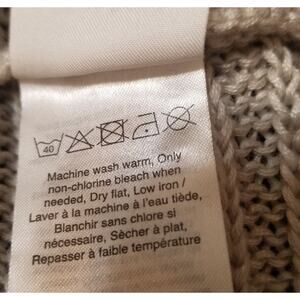 40
Machine wash warm, Only
non-chlorine bleach when
needed, Dry flat, Low iron /
Laver à la machine à l'eau tiède,
Blanchir sans chlore si
nécessaire, Sècher à plat,
Repasser à faible température